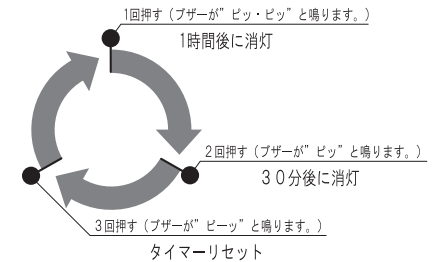 1回押す（ブザーが”ピッ・ピッ”と鳴ります。）
1時間後に消灯
2回押す（ブザーが”ピッ”と鳴ります。）
３０分後に消灯
3回押す（ブザーが”ピーッ”と鳴ります。）
タイマーリセット